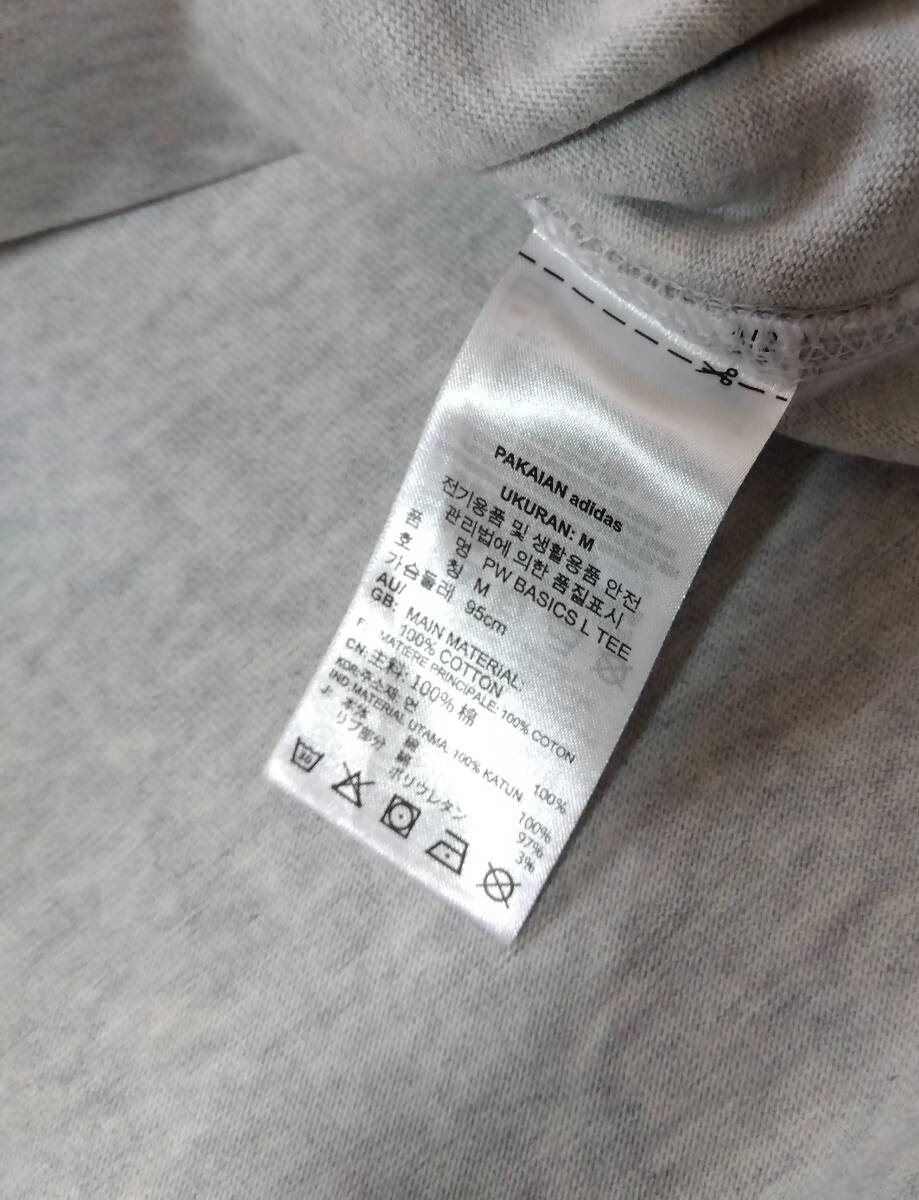 PAKAIAN adidas
UKURAN: M
전기용품 및 생활용품 안전
관리법에 의한 품질표시
품 명 PW BASICS L TEE
호 칭 M
가슴둘레 95cm
AU/
GB: MAIN MATERIAL:
100% COTTON
F: MATIÈRE PRINCIPALE: 100% COTON
CN: 主料: 100% 棉
KOR: 주소재: 면 100%
IND: MATERIAL UTAMA: 100% KATUN
J: 本体 綿 100%
リブ部分 綿 97%
ポリウレタン 3%